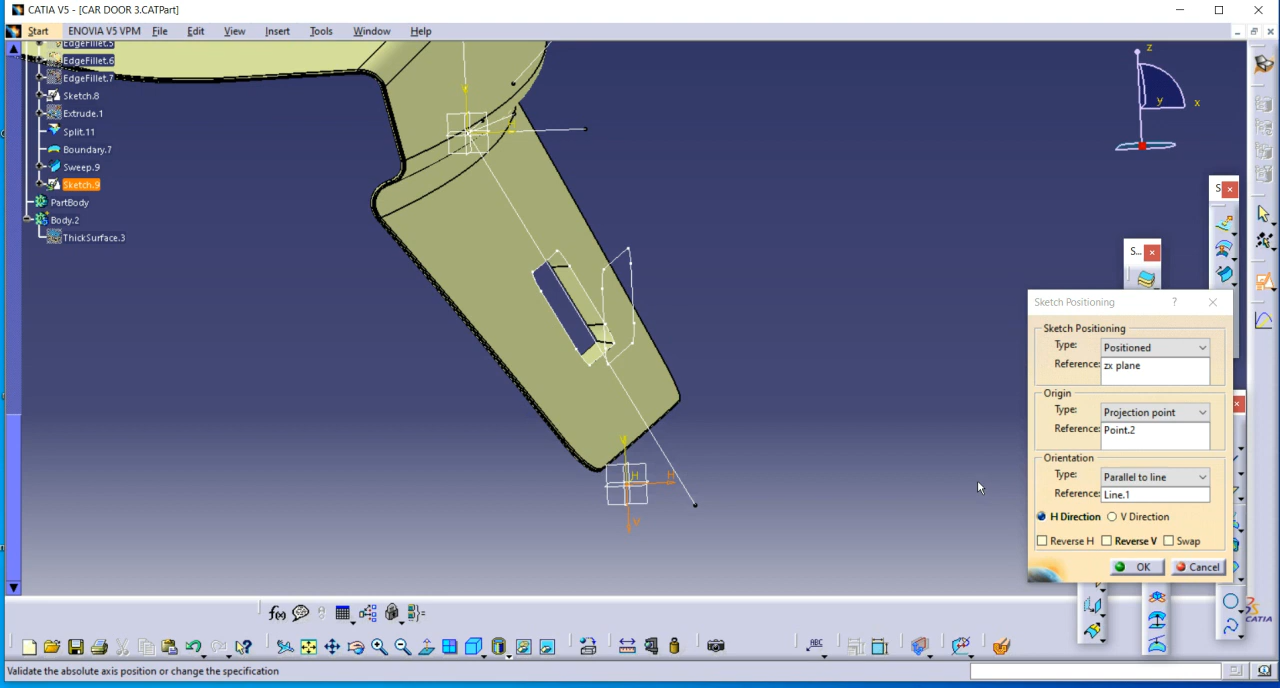 CATIA V5 - [CAR DOOR 3.CATPart]
Start ENOVIA V5 VPM File Edit View Insert Tools Window Help
EdgeFillet.5
EdgeFillet.6
EdgeFillet.7
Sketch.8
Extrude.1
Split.11
Boundary.7
Sweep.9
Sketch.9
PartBody
Body.2
ThickSurface.3
z
x
y
S...
S...
Sketch Positioning ?
Sketch Positioning
Type: Positioned
Reference: zx plane
Origin
Type: Projection point
Reference: Point.2
Orientation
Type: Parallel to line
Reference: Line.1
H Direction V Direction
Reverse H Reverse V Swap
OK Cancel
H H
V
f(x)
ABC
CATIA
Validate the absolute axis position or change the specification